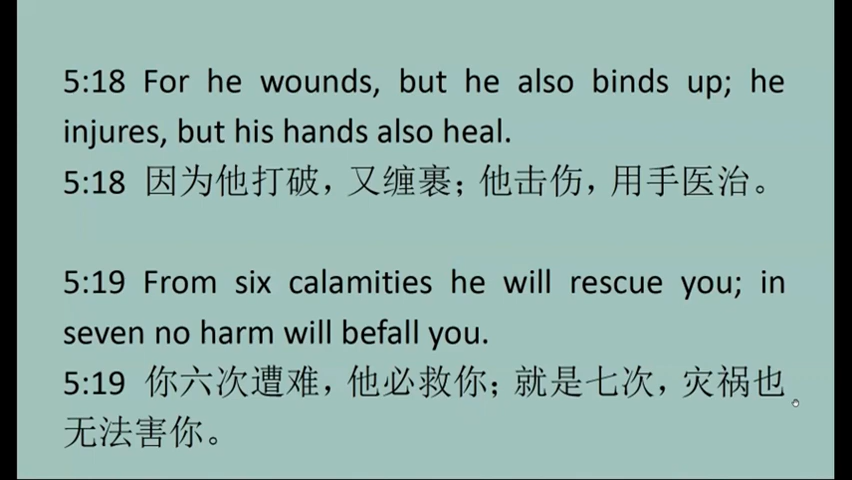 5:18 For he wounds, but he also binds up; he
injures, but his hands also heal.
5:18 因为他打破，又缠裹；他击伤，用手医治。
5:19 From six calamities he will rescue you; in
seven no harm will befall you.
5:19 你六次遭难，他必救你；就是七次，灾祸也
无法害你。